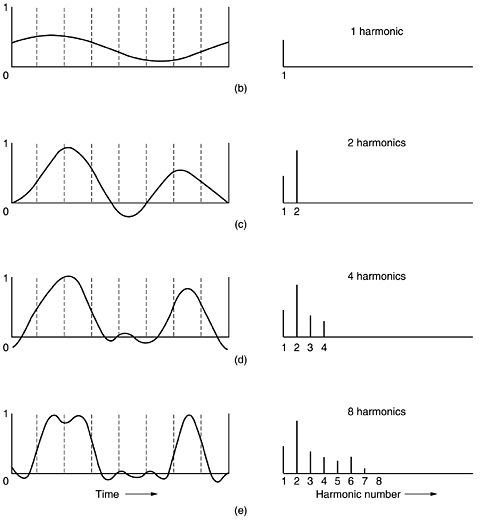 1
1 harmonic
0
1
(b)
1
2 harmonics
0
1 2
(c)
1
4 harmonics
0
1 2 3 4
(d)
1
8 harmonics
0
1 2 3 4 5 6 7 8
Time
Harmonic number
(e)